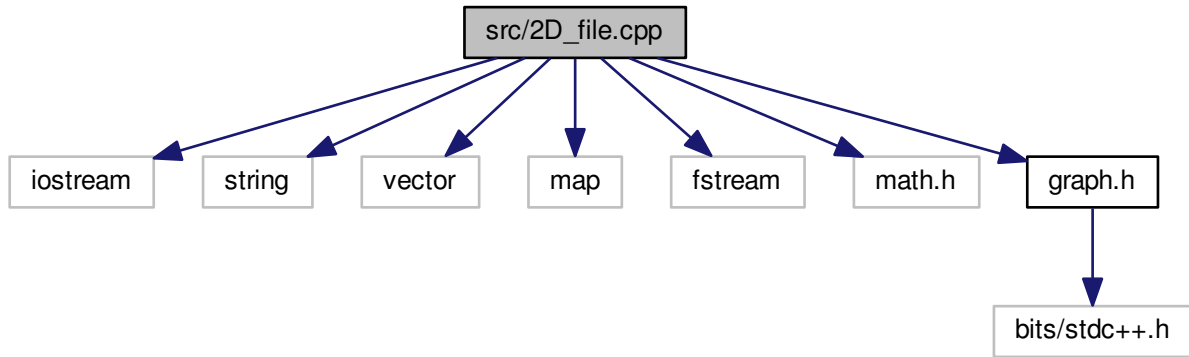 src/2D_file.cpp
iostream
string
vector
map
fstream
math.h
graph.h
bits/stdc++.h